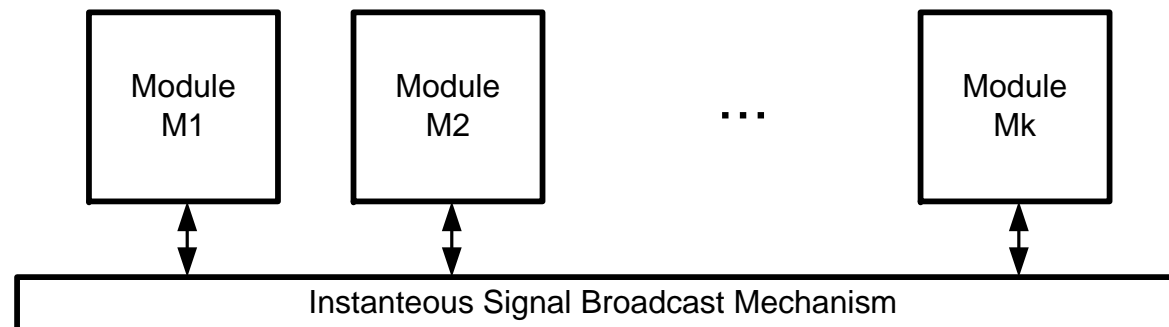 Module
M1
Module
M2
...
Module
Mk
Instanteous Signal Broadcast Mechanism